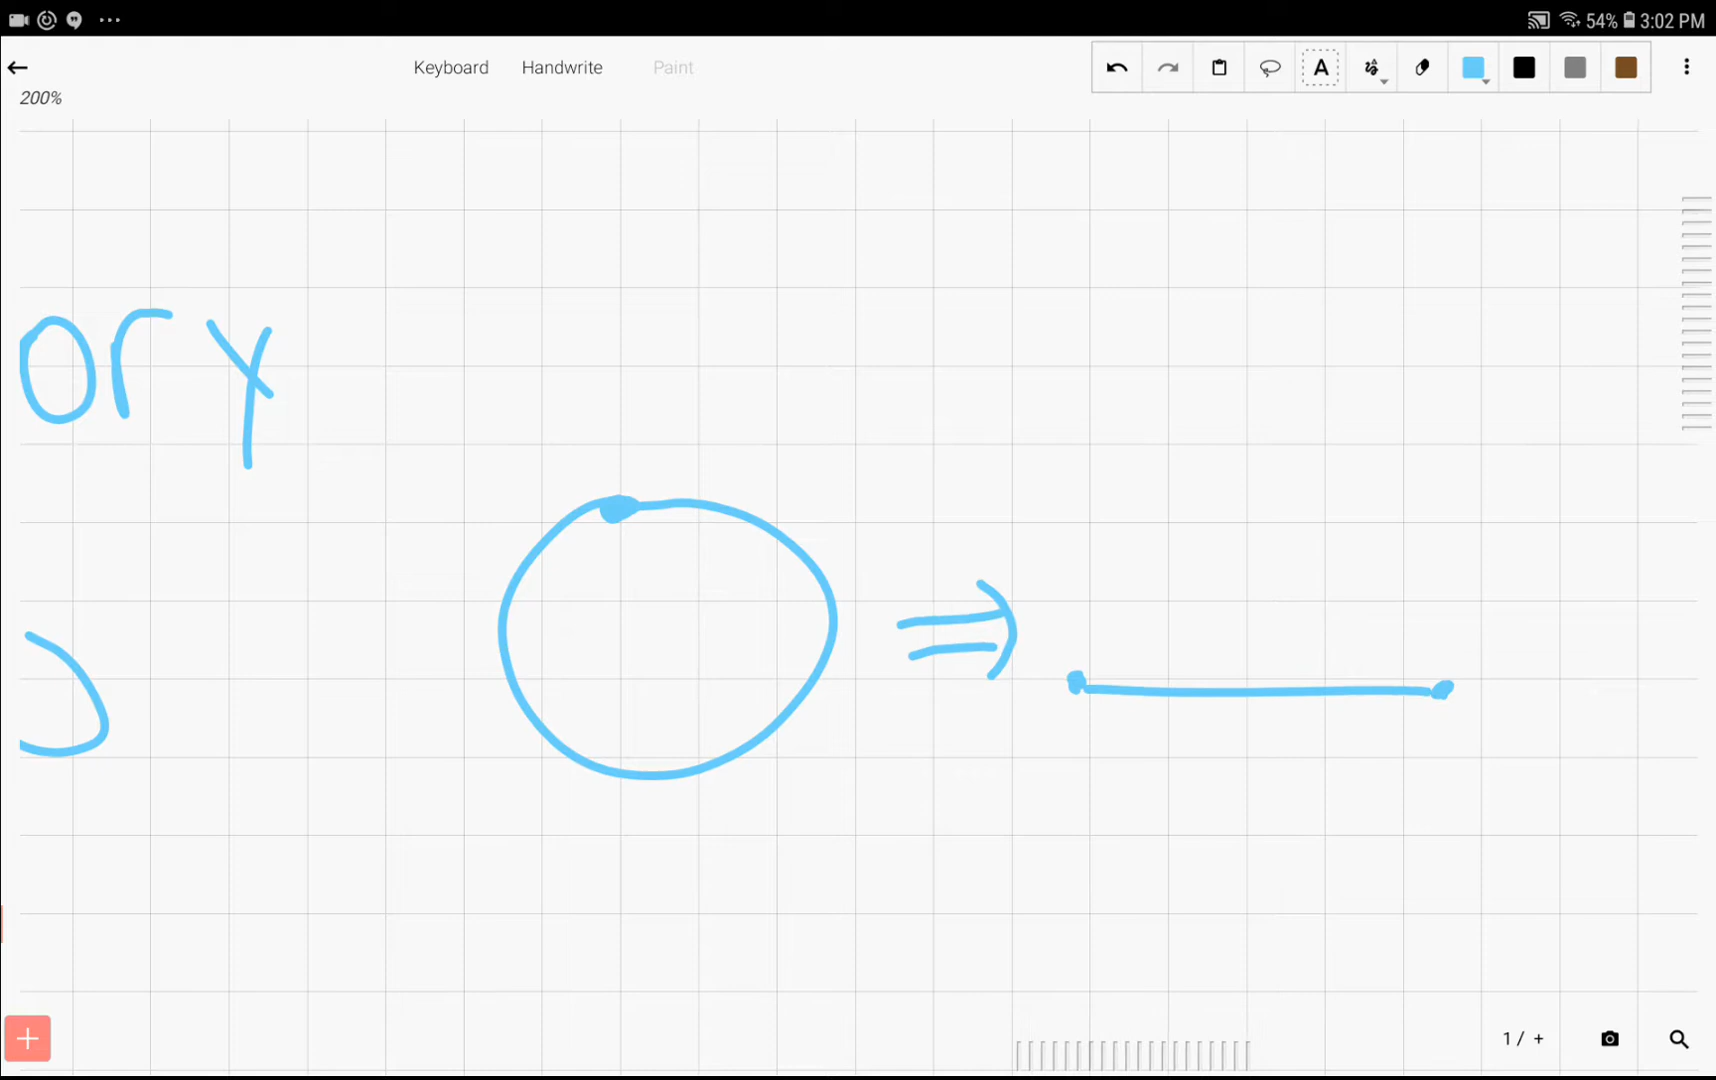 54% 3:02 PM
Keyboard Handwrite Paint A
200%
ory
1 / +